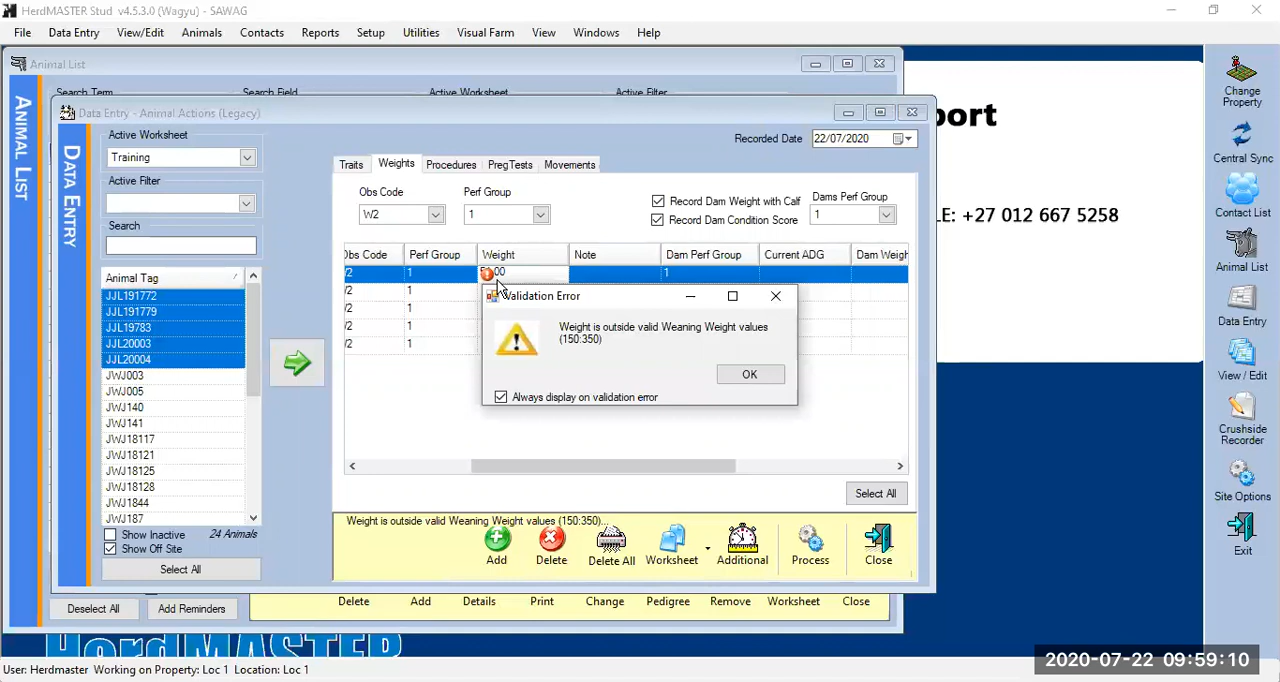 HerdMASTER Stud v4.5.3.0 (Wagyu) - SAWAG
File Data Entry View/Edit Animals Contacts Reports Setup Utilities Visual Farm View Windows Help
Animal List
Search Term Search Field Active Worksheet Active Filter
ANIMAL LIST
Data Entry - Animal Actions (Legacy)
DATA ENTRY
Active Worksheet
Training
Active Filter
Search
Animal Tag
JJL191772
JJL191779
JJL19783
JJL20003
JJL20004
JWJ003
JWJ005
JWJ140
JWJ141
JWJ18117
JWJ18121
JWJ18125
JWJ18128
JWJ1844
JWJ187
Show Inactive 24 Animals
Show Off Site
Select All
Recorded Date 22/07/2020
Traits Weights Procedures PregTests Movements
Obs Code Perf Group
W2 1
Record Dam Weight with Calf
Record Dam Condition Score
Dams Perf Group
1
Obs Code Perf Group Weight Note Dam Perf Group Current ADG Dam Weigh
/2 1 00 1
/2 1
/2 1
/2 1
/2 1
Validation Error
Weight is outside valid Weaning Weight values
(150:350)
OK
Always display on validation error
Select All
Weight is outside valid Weaning Weight values (150:350)...
Add Delete Delete All Worksheet Additional Process Close
Deselect All Add Reminders
Delete Add Details Print Change Pedigree Remove Worksheet Close
port
LE: +27 012 667 5258
Change
Property
Central Sync
Contact List
Animal List
Data Entry
View / Edit
Crushside
Recorder
Site Options
Exit
HerdMASTER
User: Herdmaster Working on Property: Loc 1 Location: Loc 1
2020-07-22 09:59:10